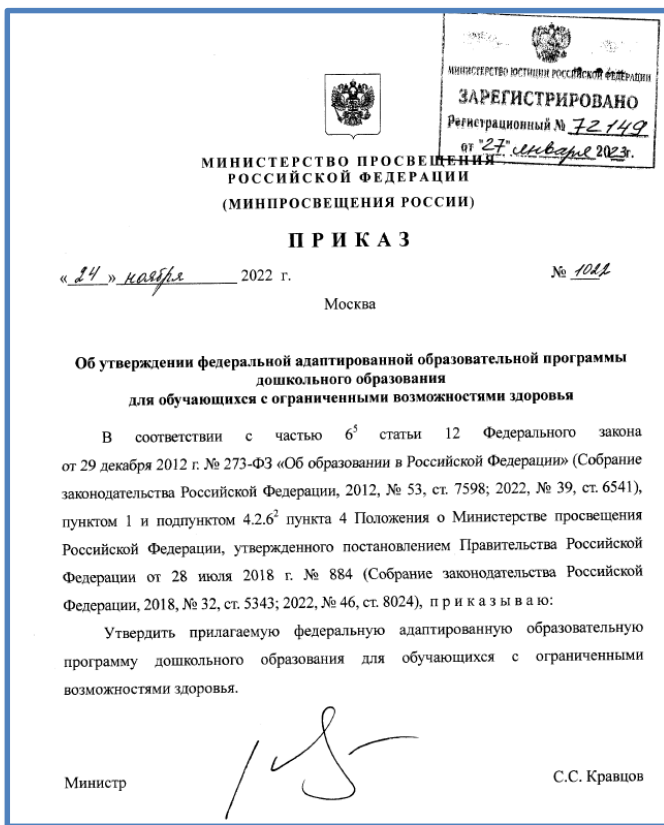 МИНИСТЕРСТВО ЮСТИЦИИ РОССИЙСКОЙ ФЕДЕРАЦИИ
ЗАРЕГИСТРИРОВАНО
Регистрационный № 72149
от "27" января 2023г.
МИНИСТЕРСТВО ПРОСВЕЩЕНИЯ
РОССИЙСКОЙ ФЕДЕРАЦИИ
(МИНПРОСВЕЩЕНИЯ РОССИИ)
ПРИКАЗ
« 24 » ноября 2022 г.
№ 1022
Москва
Об утверждении федеральной адаптированной образовательной программы
дошкольного образования
для обучающихся с ограниченными возможностями здоровья
В соответствии с частью 6⁵ статьи 12 Федерального закона
от 29 декабря 2012 г. № 273-ФЗ «Об образовании в Российской Федерации» (Собрание
законодательства Российской Федерации, 2012, № 53, ст. 7598; 2022, № 39, ст. 6541),
пунктом 1 и подпунктом 4.2.6² пункта 4 Положения о Министерстве просвещения
Российской Федерации, утвержденного постановлением Правительства Российской
Федерации от 28 июля 2018 г. № 884 (Собрание законодательства Российской
Федерации, 2018, № 32, ст. 5343; 2022, № 46, ст. 8024), п р и к а з ы в а ю:
Утвердить прилагаемую федеральную адаптированную образовательную
программу дошкольного образования для обучающихся с ограниченными
возможностями здоровья.
Министр
С.С. Кравцов